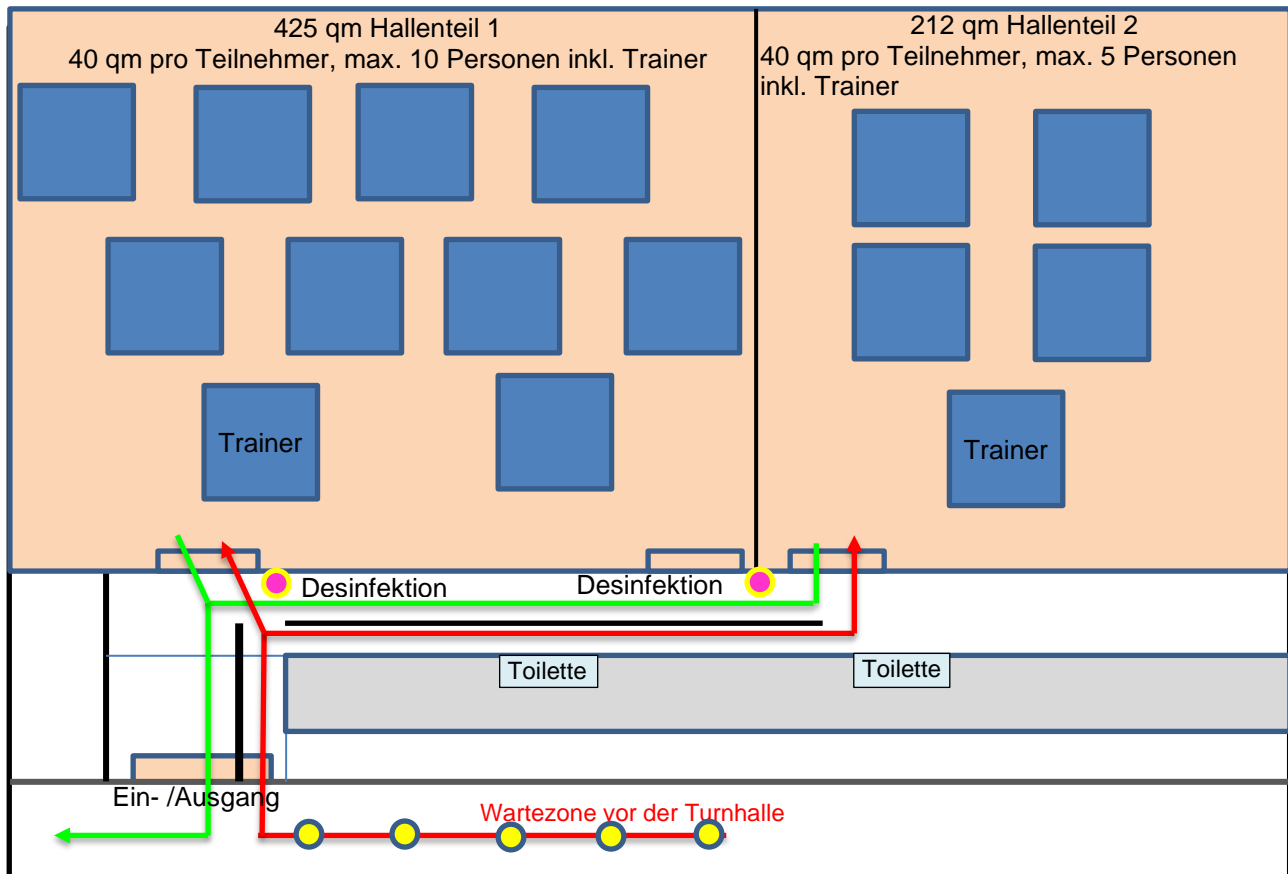 425 qm Hallenteil 1
40 qm pro Teilnehmer, max. 10 Personen inkl. Trainer
212 qm Hallenteil 2
40 qm pro Teilnehmer, max. 5 Personen
inkl. Trainer
Trainer
Trainer
Desinfektion
Desinfektion
Toilette
Toilette
Ein- /Ausgang
Wartezone vor der Turnhalle